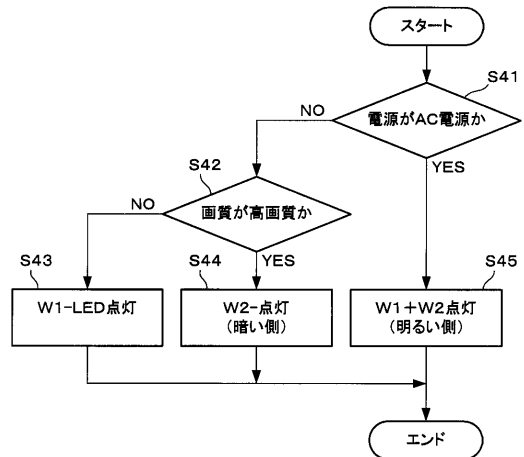 スタート
S41
電源がAC電源か
NO
YES
S42
画質が高画質か
NO
YES
S43
W1-LED点灯
S44
W2-点灯
(暗い側)
S45
W1+W2点灯
(明るい側)
エンド